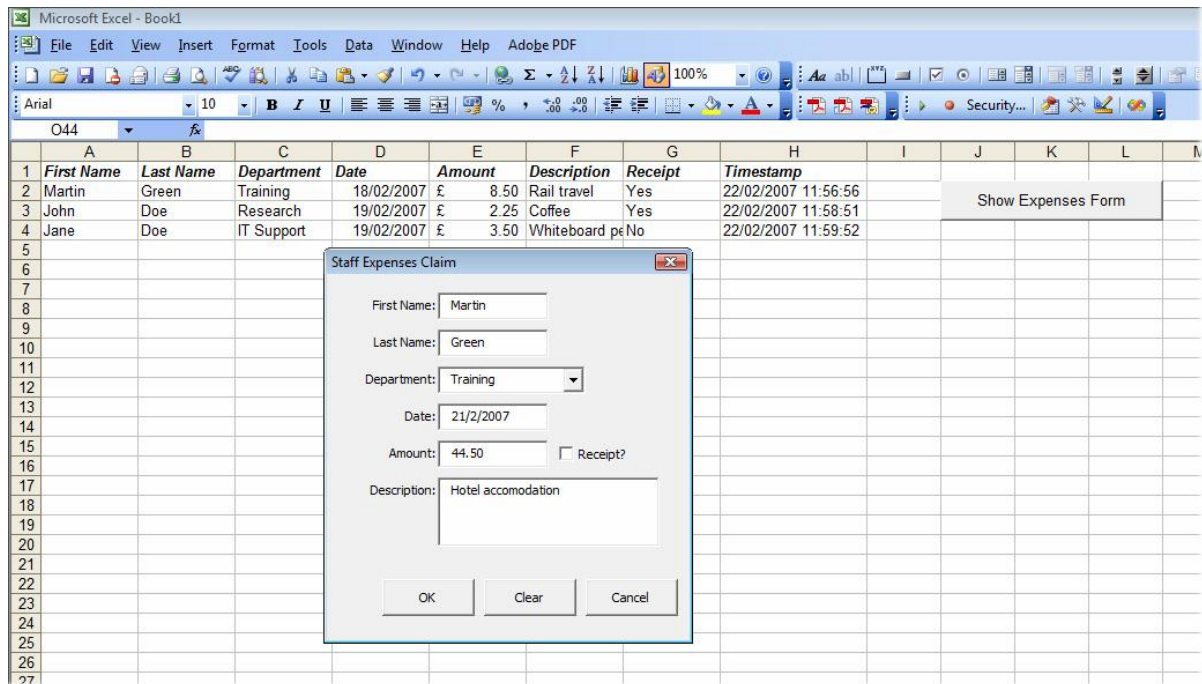 Microsoft Excel - Book1
File Edit View Insert Format Tools Data Window Help Adobe PDF
100%
Arial 10 B I U % Security...
O44 fx
A B C D E F G H I J K L
1 First Name Last Name Department Date Amount Description Receipt Timestamp
2 Martin Green Training 18/02/2007 £ 8.50 Rail travel Yes 22/02/2007 11:56:56
3 John Doe Research 19/02/2007 £ 2.25 Coffee Yes 22/02/2007 11:58:51
4 Jane Doe IT Support 19/02/2007 £ 3.50 Whiteboard pe No 22/02/2007 11:59:52
Show Expenses Form
5
6
7
8
9
10
11
12
13
14
15
16
17
18
19
20
21
22
23
24
25
26
27
Staff Expenses Claim
First Name: Martin
Last Name: Green
Department: Training
Date: 21/2/2007
Amount: 44.50 Receipt?
Description: Hotel accomodation
OK Clear Cancel